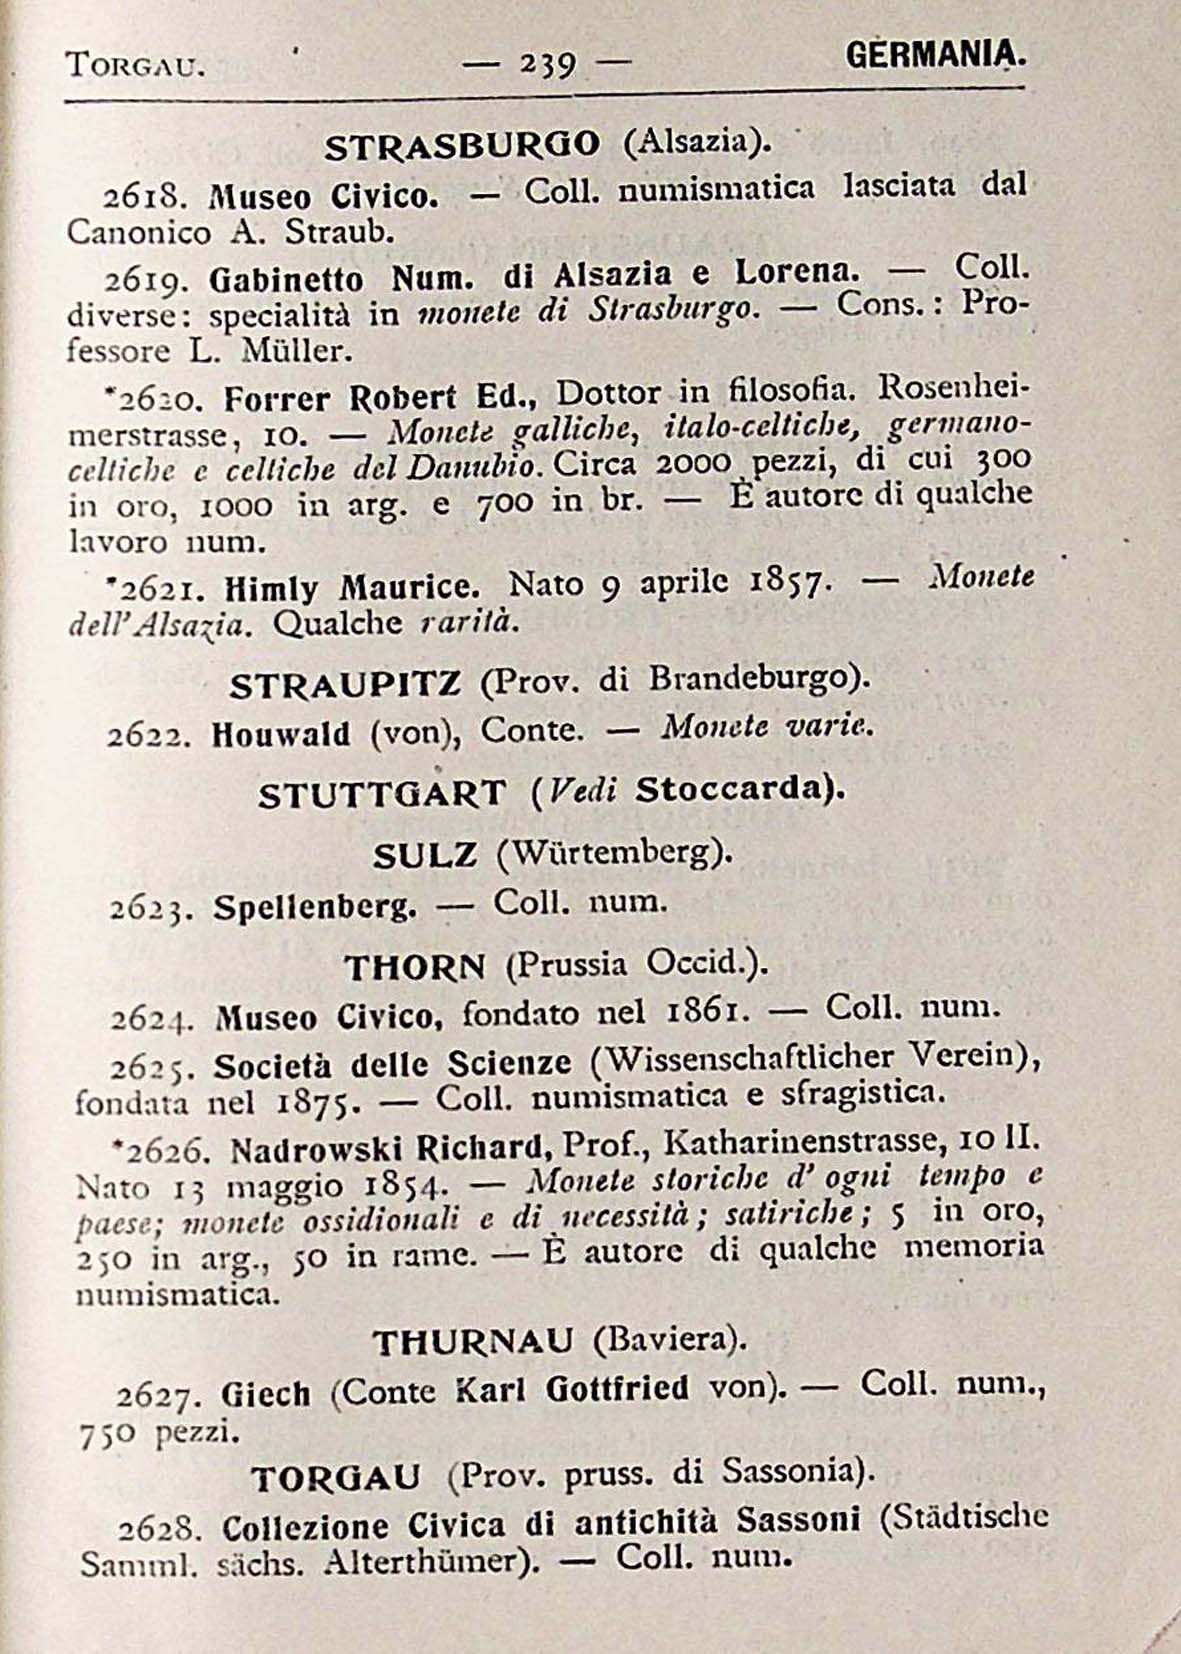 TORGAU. — 239 — GERMANIA.
STRASBURGO (Alsazia).
2618. Museo Civico. — Coll. numismatica lasciata dal
Canonico A. Straub.
2619. Gabinetto Num. di Alsazia e Lorena. — Coll.
diverse: specialità in monete di Strasburgo. — Cons.: Pro-
fessore L. Müller.
*2620. Forrer Robert Ed., Dottor in filosofia. Rosenhei-
merstrasse, 10. — Monete galliche, italo-celtiche, germano-
celtiche e celtiche del Danubio. Circa 2000 pezzi, di cui 300
in oro, 1000 in arg. e 700 in br. — È autore di qualche
lavoro num.
*2621. Himly Maurice. Nato 9 aprile 1857. — Monete
dell'Alsazia. Qualche rarità.
STRAUPITZ (Prov. di Brandeburgo).
2622. Houwald (von), Conte. — Monete varie.
STUTTGART (Vedi Stoccarda).
SULZ (Würtemberg).
2623. Spellenberg. — Coll. num.
THORN (Prussia Occid.).
2624. Museo Civico, fondato nel 1861. — Coll. num.
2625. Società delle Scienze (Wissenschaftlicher Verein),
fondata nel 1875. — Coll. numismatica e sfragistica.
*2626. Nadrowski Richard, Prof., Katharinenstrasse, 10 II.
Nato 13 maggio 1854. — Monete storiche d'ogni tempo e
paese; monete ossidionali e di necessità; satiriche; 5 in oro,
250 in arg., 50 in rame. — È autore di qualche memoria
numismatica.
THURNAU (Baviera).
2627. Giech (Conte Karl Gottfried von). — Coll. num.,
750 pezzi.
TORGAU (Prov. pruss. di Sassonia).
2628. Collezione Civica di antichità Sassoni (Städtische
Samml. sächs. Alterthümer). — Coll. num.